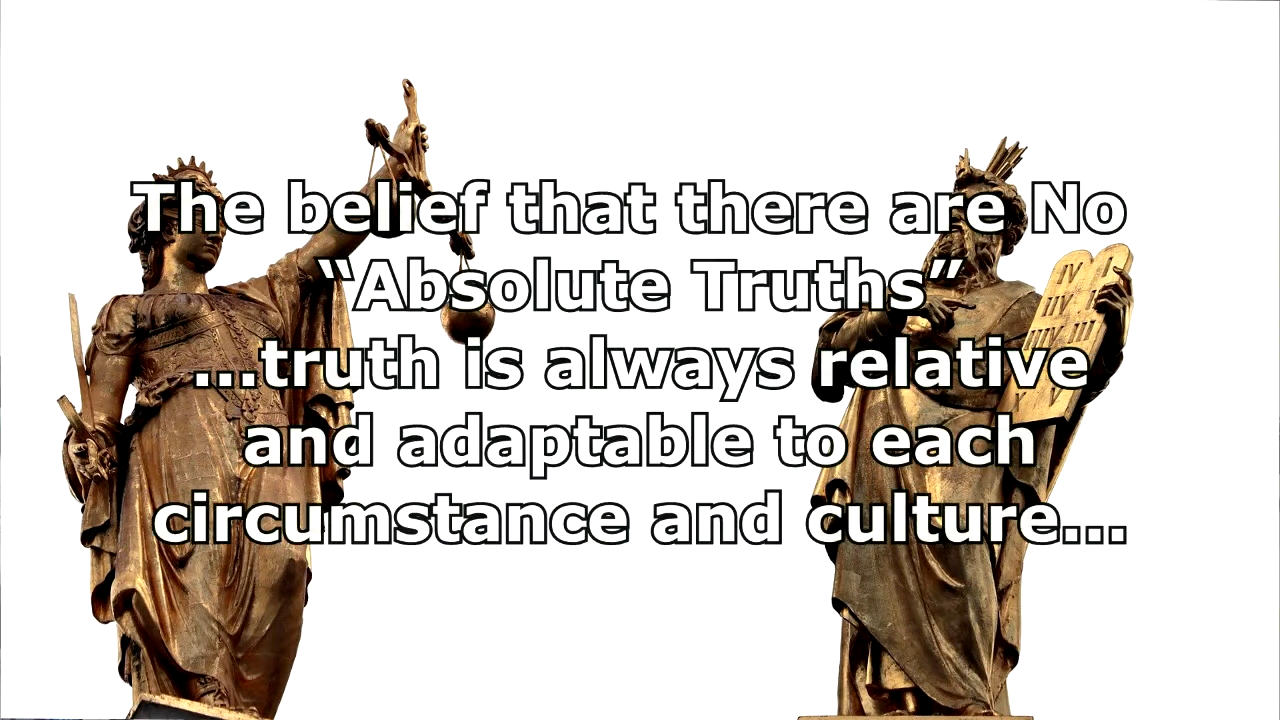 The belief that there are No
“Absolute Truths”
...truth is always relative
and adaptable to each
circumstance and culture...